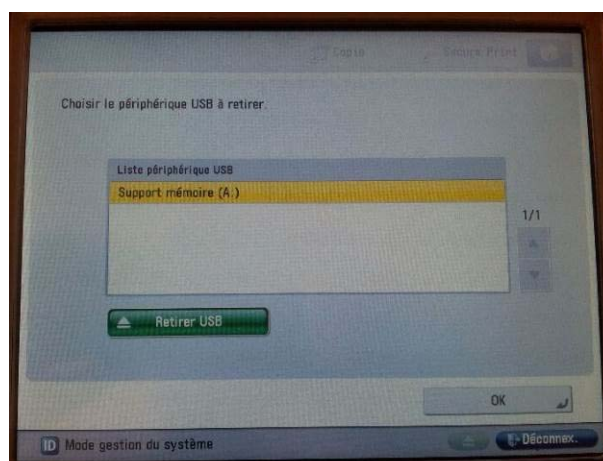 Copie Secure Print
Choisir le périphérique USB à retirer.
Liste périphérique USB
Support mémoire (A:)
1/1
Retirer USB
OK
ID Mode gestion du système
Déconnex.